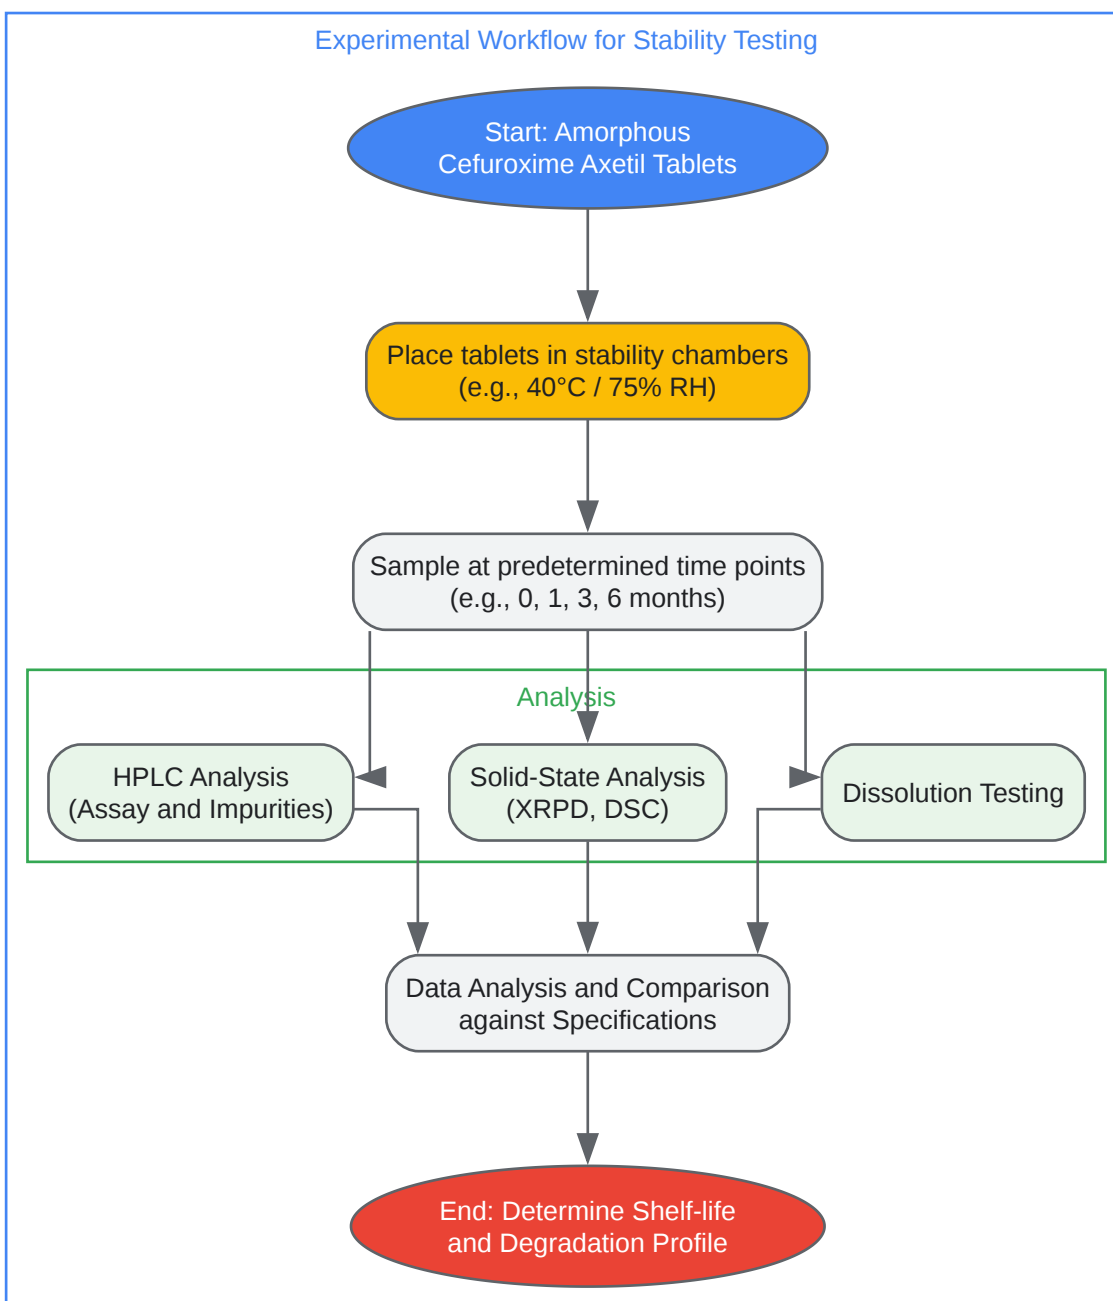 Experimental Workflow for Stability Testing
Start: Amorphous
Cefuroxime Axetil Tablets
Place tablets in stability chambers
(e.g., 40°C / 75% RH)
Sample at predetermined time points
(e.g., 0, 1, 3, 6 months)
Analysis
HPLC Analysis
(Assay and Impurities)
Solid-State Analysis
(XRPD, DSC)
Dissolution Testing
Data Analysis and Comparison
against Specifications
End: Determine Shelf-life
and Degradation Profile